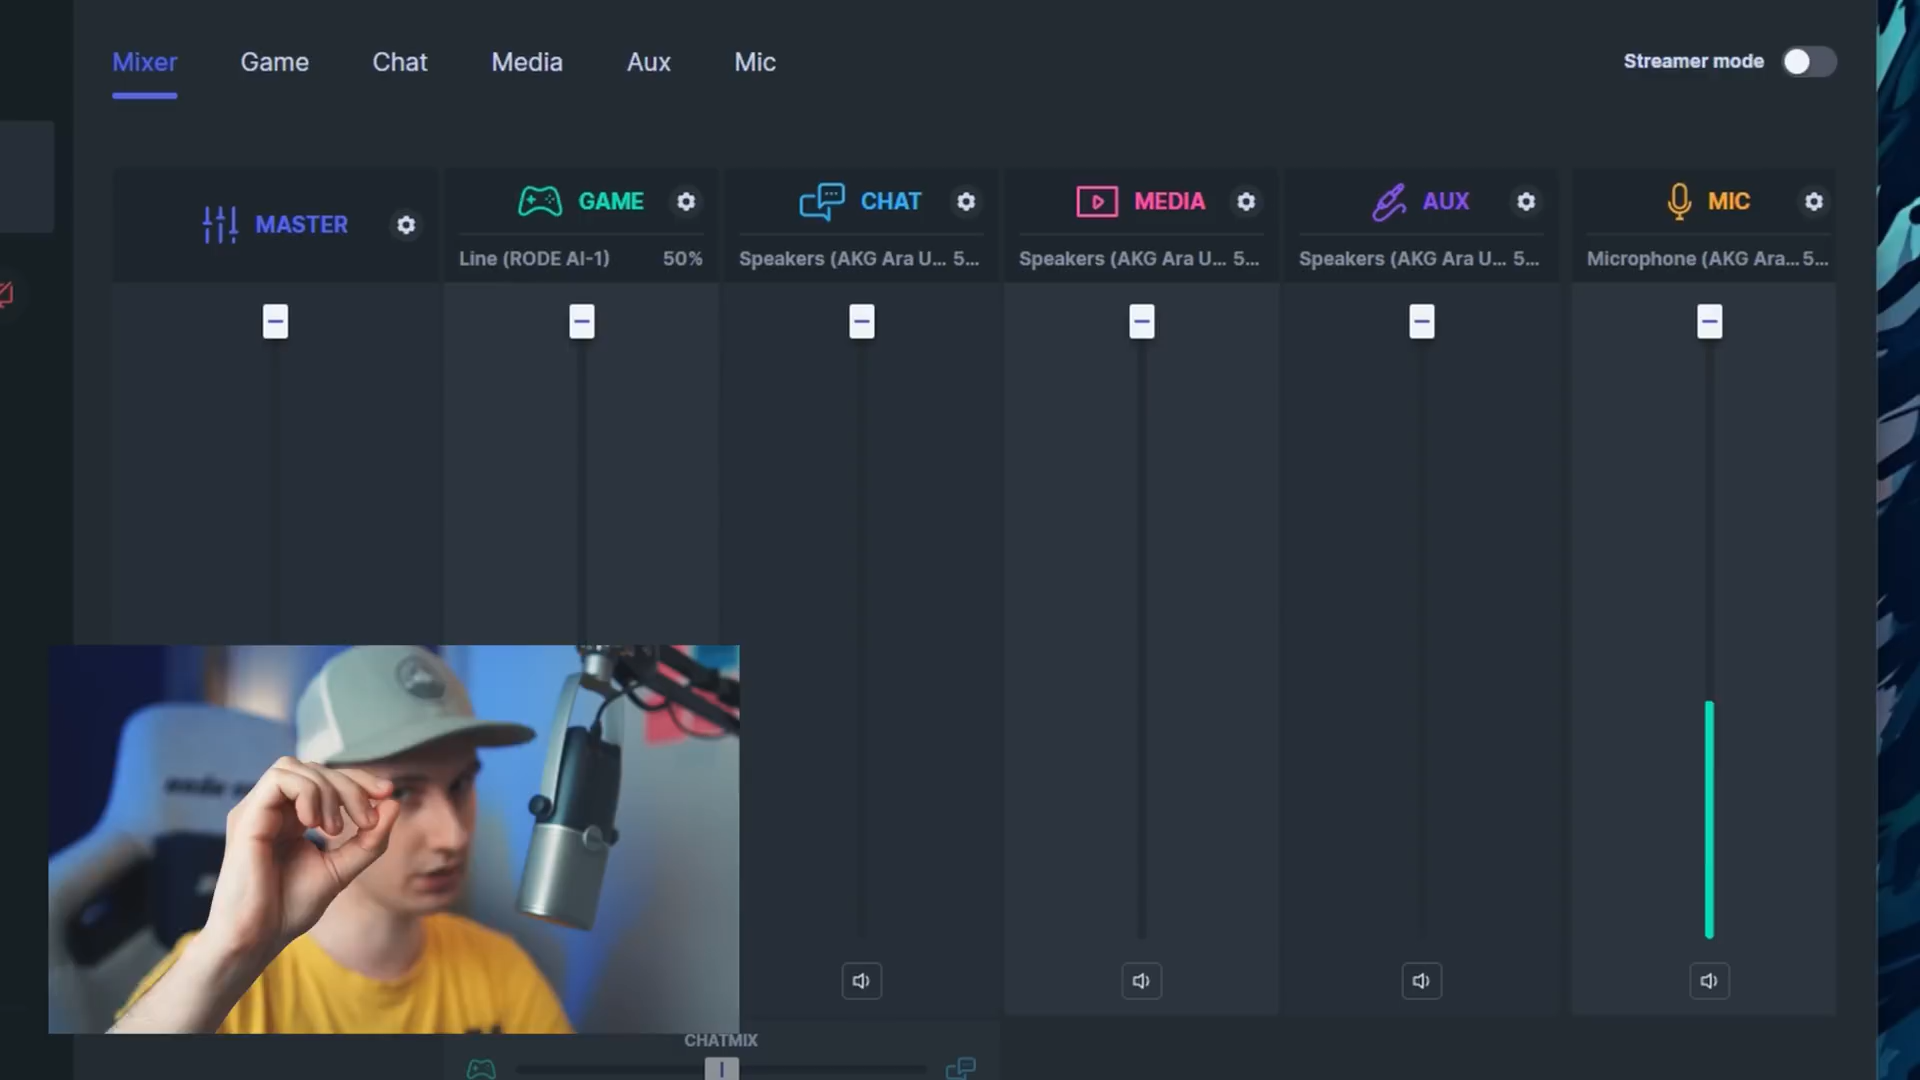 Mixer Game Chat Media Aux Mic Streamer mode
MASTER GAME CHAT MEDIA AUX MIC
Line (RODE AI-1) 50% Speakers (AKG Ara U... 5... Speakers (AKG Ara U... 5... Speakers (AKG Ara U... 5... Microphone (AKG Ara... 5...
CHATMIX